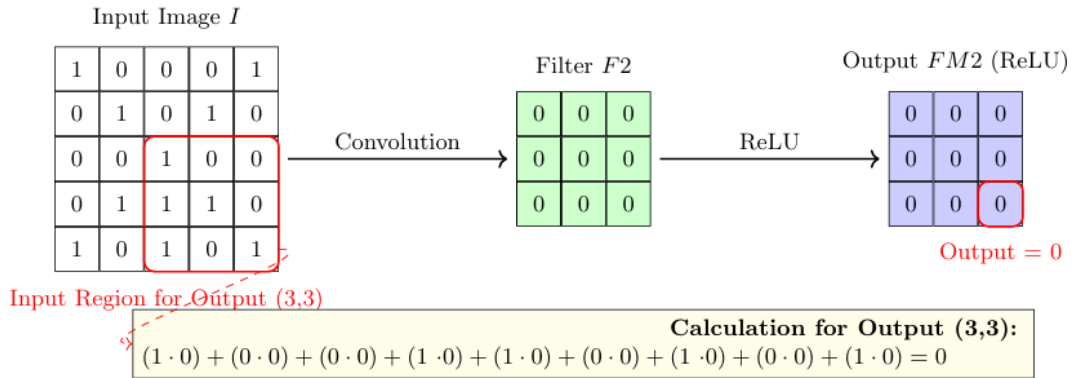 Input Image I
1 0 0 0 1
0 1 0 1 0
0 0 1 0 0
0 1 1 1 0
1 0 1 0 1
Input Region for Output (3,3)
Convolution
Filter F2
0 0 0
0 0 0
0 0 0
ReLU
Output FM2 (ReLU)
0 0 0
0 0 0
0 0 0
Output = 0
Calculation for Output (3,3):
(1 · 0) + (0 · 0) + (0 · 0) + (1 ·0) + (1 · 0) + (0 · 0) + (1 ·0) + (0 · 0) + (1 · 0) = 0